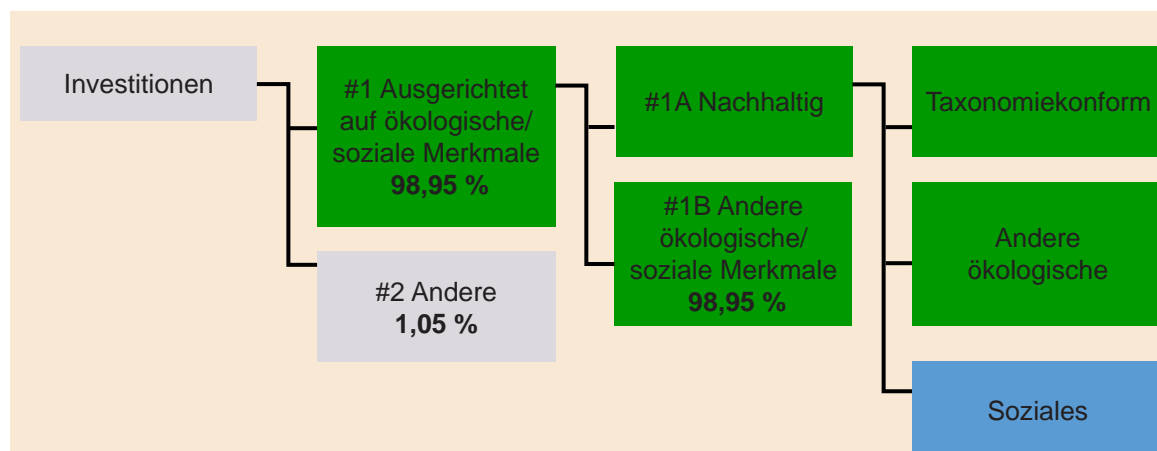 Investitionen
#1 Ausgerichtet
auf ökologische/
soziale Merkmale
98,95 %
#2 Andere
1,05 %
#1A Nachhaltig
#1B Andere
ökologische/
soziale Merkmale
98,95 %
Taxonomiekonform
Andere
ökologische
Soziales